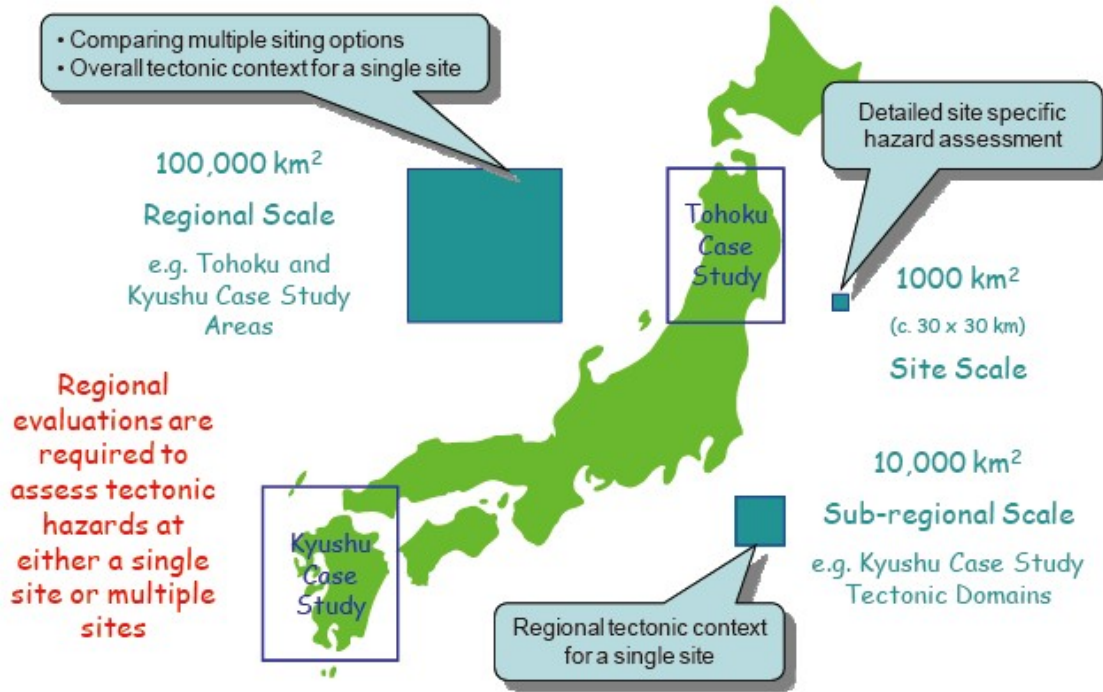 • Comparing multiple siting options
• Overall tectonic context for a single site
100,000 km²
Regional Scale
e.g. Tohoku and
Kyushu Case Study
Areas
Regional
evaluations are
required to
assess tectonic
hazards at
either a single
site or multiple
sites
Tohoku
Case
Study
Kyushu
Case
Study
Detailed site specific
hazard assessment
1000 km²
(c. 30 x 30 km)
Site Scale
10,000 km²
Sub-regional Scale
e.g. Kyushu Case Study
Tectonic Domains
Regional tectonic context
for a single site